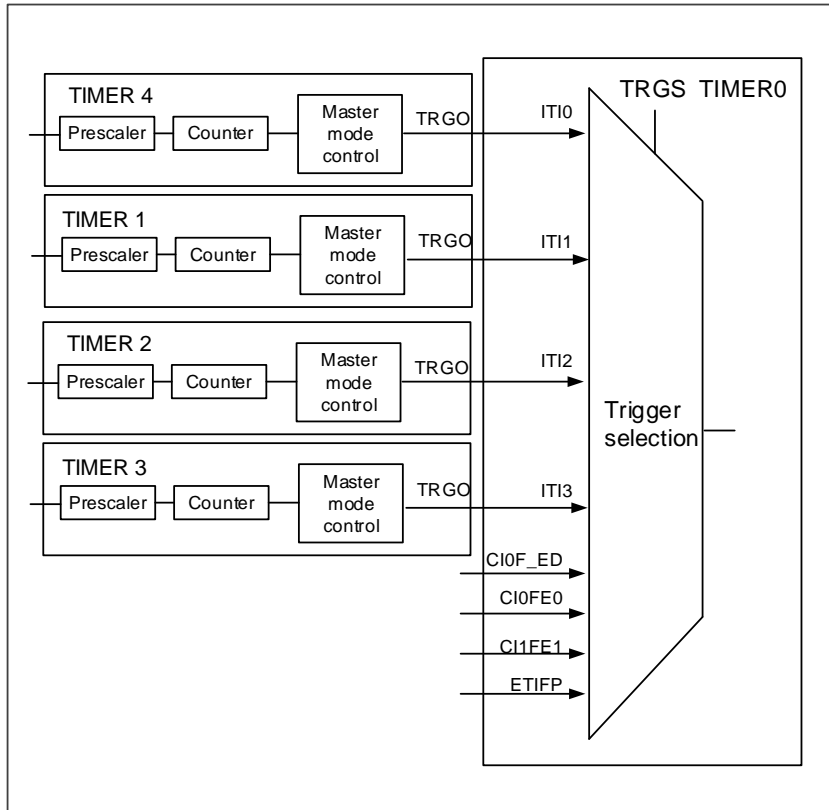 TIMER 4
Prescaler
Counter
Master
mode
control
TRGO
ITI0
TRGS TIMER0
TIMER 1
Prescaler
Counter
Master
mode
control
TRGO
ITI1
TIMER 2
Prescaler
Counter
Master
mode
control
TRGO
ITI2
Trigger
selection
TIMER 3
Prescaler
Counter
Master
mode
control
TRGO
ITI3
CI0F_ED
CI0FE0
CI1FE1
ETIFP